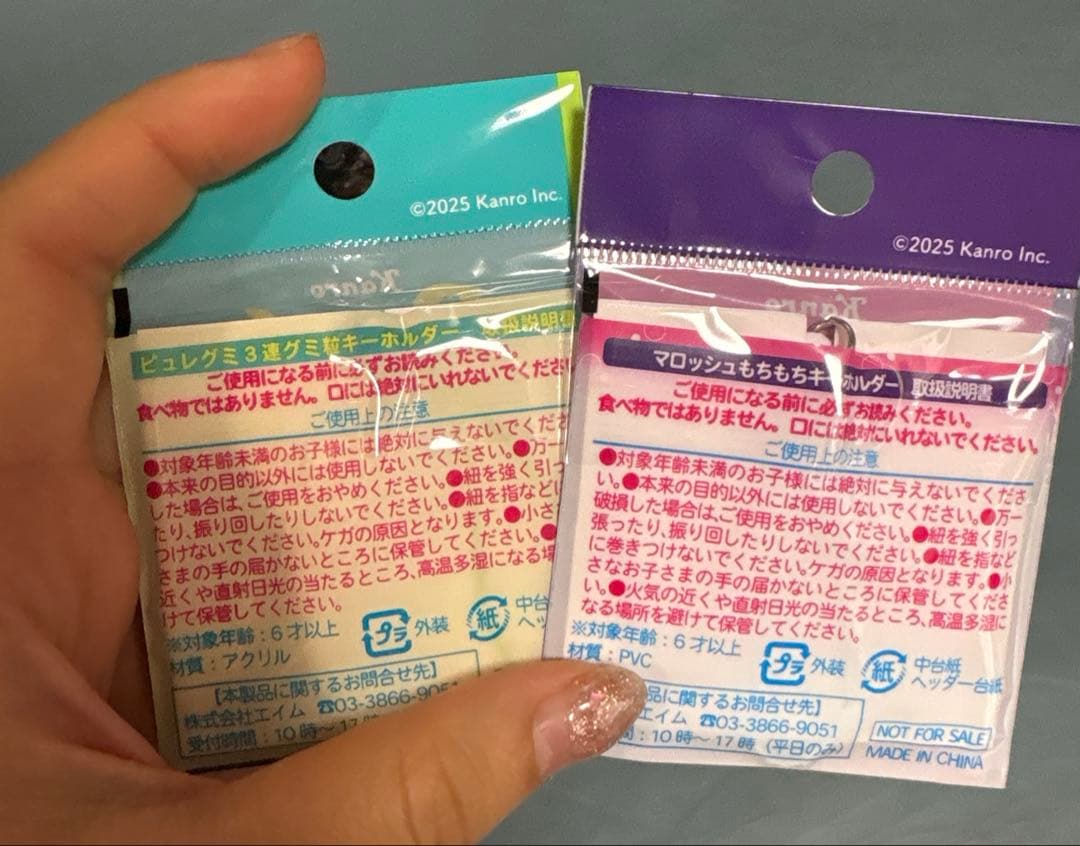 ©2025 Kanro Inc.
Kanro
ピュレグミ3連グミ粒キーホルダー 取扱説明書
ご使用になる前に必ずお読みください。
食べ物ではありません。口には絶対にいれないでください
ご使用上の注意
●対象年齢未満のお子様には絶対に与えないでくださ
●本来の目的以外には使用しないでください。●万一
した場合は、ご使用をおやめください。●紐を強く引っ
たり、振り回したりしないでください。●紐を指など
つけないでください。ケガの原因となります。●小さ
さまの手の届かないところに保管してください。●
近くや直射日光の当たるところ、高温多湿になる場
けて保管してください。
※対象年齢：6才以上
材質：アクリル
プラ 外装
紙 中台
ヘッ
【本製品に関するお問合せ先】
株式会社エイム ☎03-3866-905
受付時間：10時～17時
©2025 Kanro Inc.
Kanro
マロッシュもちもちキーホルダー 取扱説明書
ご使用になる前に必ずお読みください。
食べ物ではありません。口には絶対にいれないでください。
ご使用上の注意
●対象年齢未満のお子様には絶対に与えないでくださ
い。●本来の目的以外には使用しないでください。●万一
破損した場合は、ご使用をおやめください。●紐を強く引っ
張ったり、振り回したりしないでください。●紐を指など
に巻きつけないでください。ケガの原因となります。●小
さなお子さまの手の届かないところに保管してくださ
い。●火気の近くや直射日光の当たるところ、高温多湿に
なる場所を避けて保管してください。
※対象年齢：6才以上
材質：PVC
プラ 外装
紙 中台紙
ヘッダー台紙
品に関するお問合せ先】
エイム ☎03-3866-9051
間：10時～17時（平日のみ）
NOT FOR SALE
MADE IN CHINA